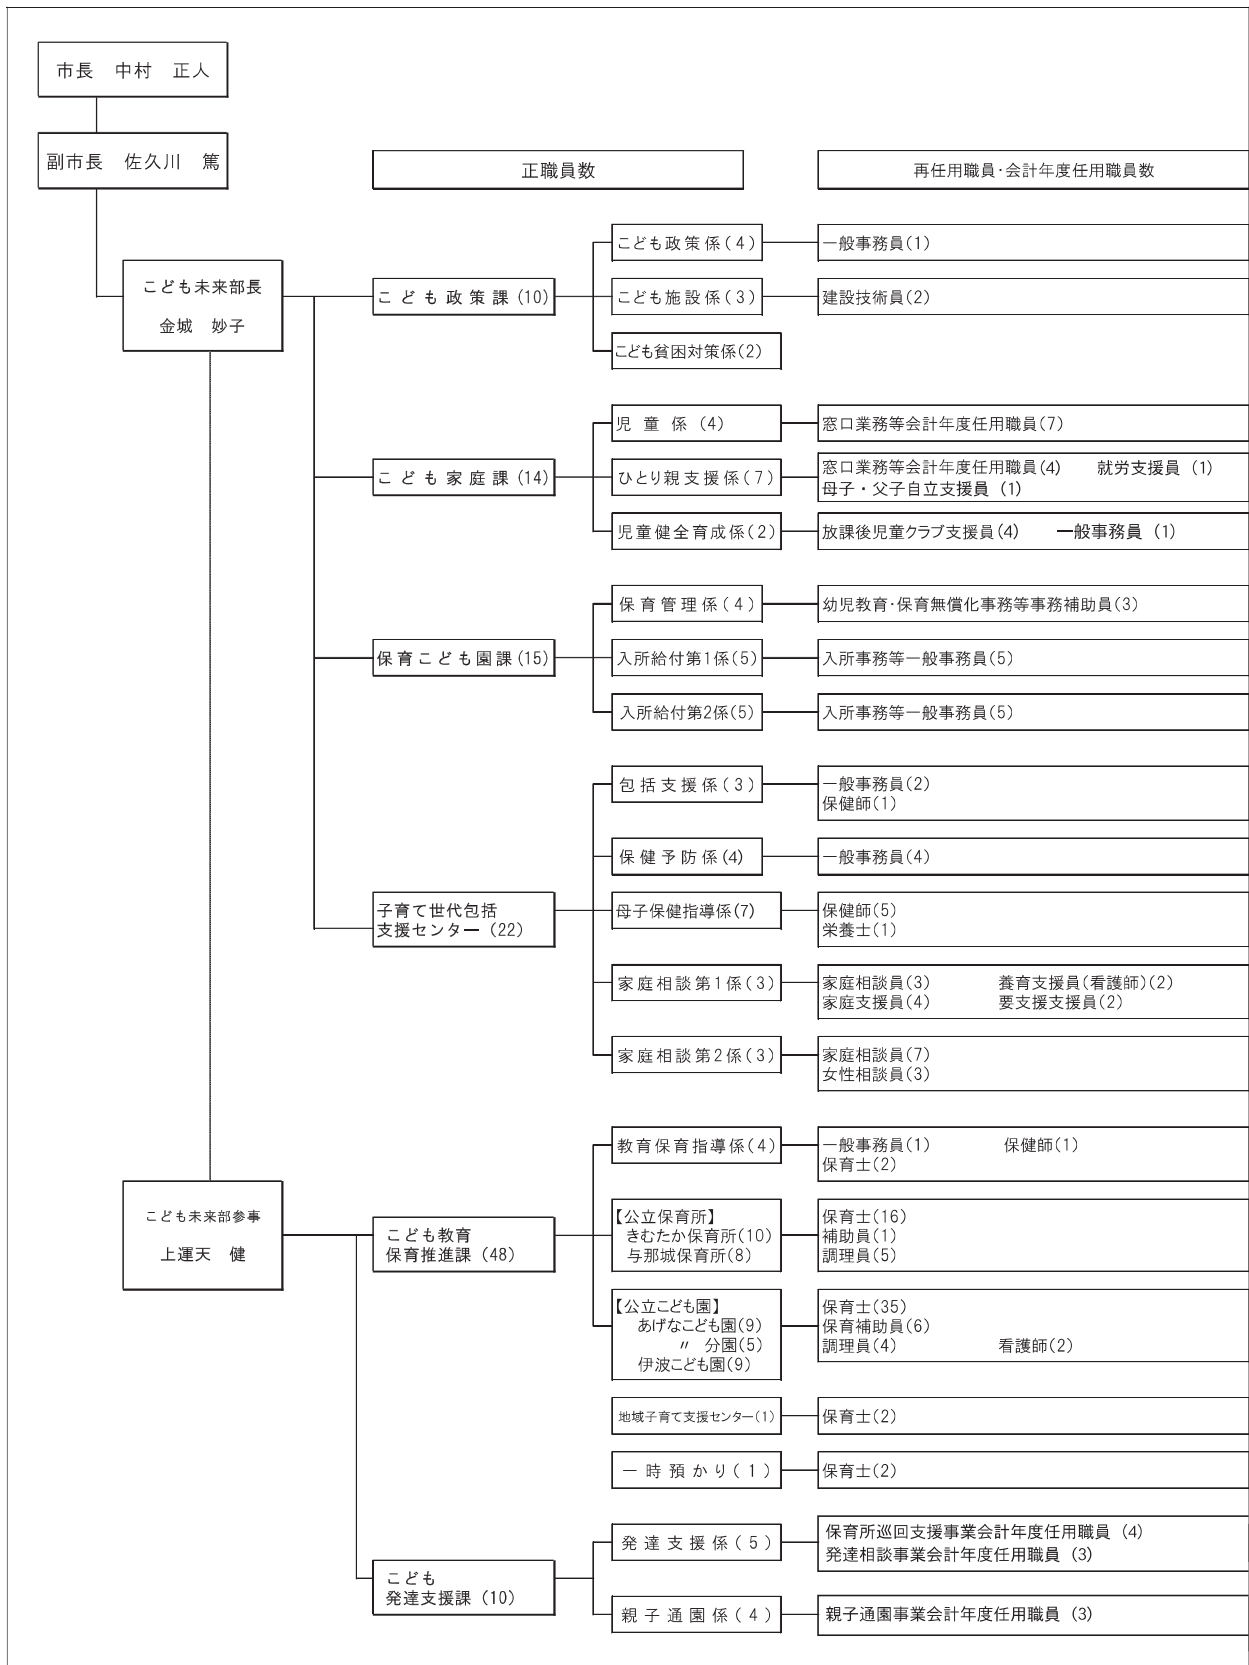 市長　中村　正人
副市長　佐久川　篤
正職員数
再任用職員・会計年度任用職員数
こども未来部長
金城　妙子
こども政策課(10)
こども政策係(4)
一般事務員(1)
こども施設係(3)
建設技術員(2)
こども貧困対策係(2)
こども家庭課(14)
児童係(4)
窓口業務等会計年度任用職員(7)
ひとり親支援係(7)
窓口業務等会計年度任用職員(4)　就労支援員(1)
母子・父子自立支援員(1)
児童健全育成係(2)
放課後児童クラブ支援員(4)　一般事務員(1)
保育こども園課(15)
保育管理係(4)
幼児教育・保育無償化事務等事務補助員(3)
入所給付第1係(5)
入所事務等一般事務員(5)
入所給付第2係(5)
入所事務等一般事務員(5)
子育て世代包括
支援センター(22)
包括支援係(3)
一般事務員(2)
保健師(1)
保健予防係(4)
一般事務員(4)
母子保健指導係(7)
保健師(5)
栄養士(1)
家庭相談第1係(3)
家庭相談員(3)　養育支援員(看護師)(2)
家庭支援員(4)　要支援支援員(2)
家庭相談第2係(3)
家庭相談員(7)
女性相談員(3)
こども未来部参事
上運天　健
こども教育
保育推進課(48)
教育保育指導係(4)
一般事務員(1)　保健師(1)
保育士(2)
【公立保育所】
きむたか保育所(10)
与那城保育所(8)
保育士(16)
補助員(1)
調理員(5)
【公立こども園】
あげなこども園(9)
〃　分園(5)
伊波こども園(9)
保育士(35)
保育補助員(6)
調理員(4)　看護師(2)
地域子育て支援センター(1)
保育士(2)
一時預かり(1)
保育士(2)
こども
発達支援課(10)
発達支援係(5)
保育所巡回支援事業会計年度任用職員(4)
発達相談事業会計年度任用職員(3)
親子通園係(4)
親子通園事業会計年度任用職員(3)